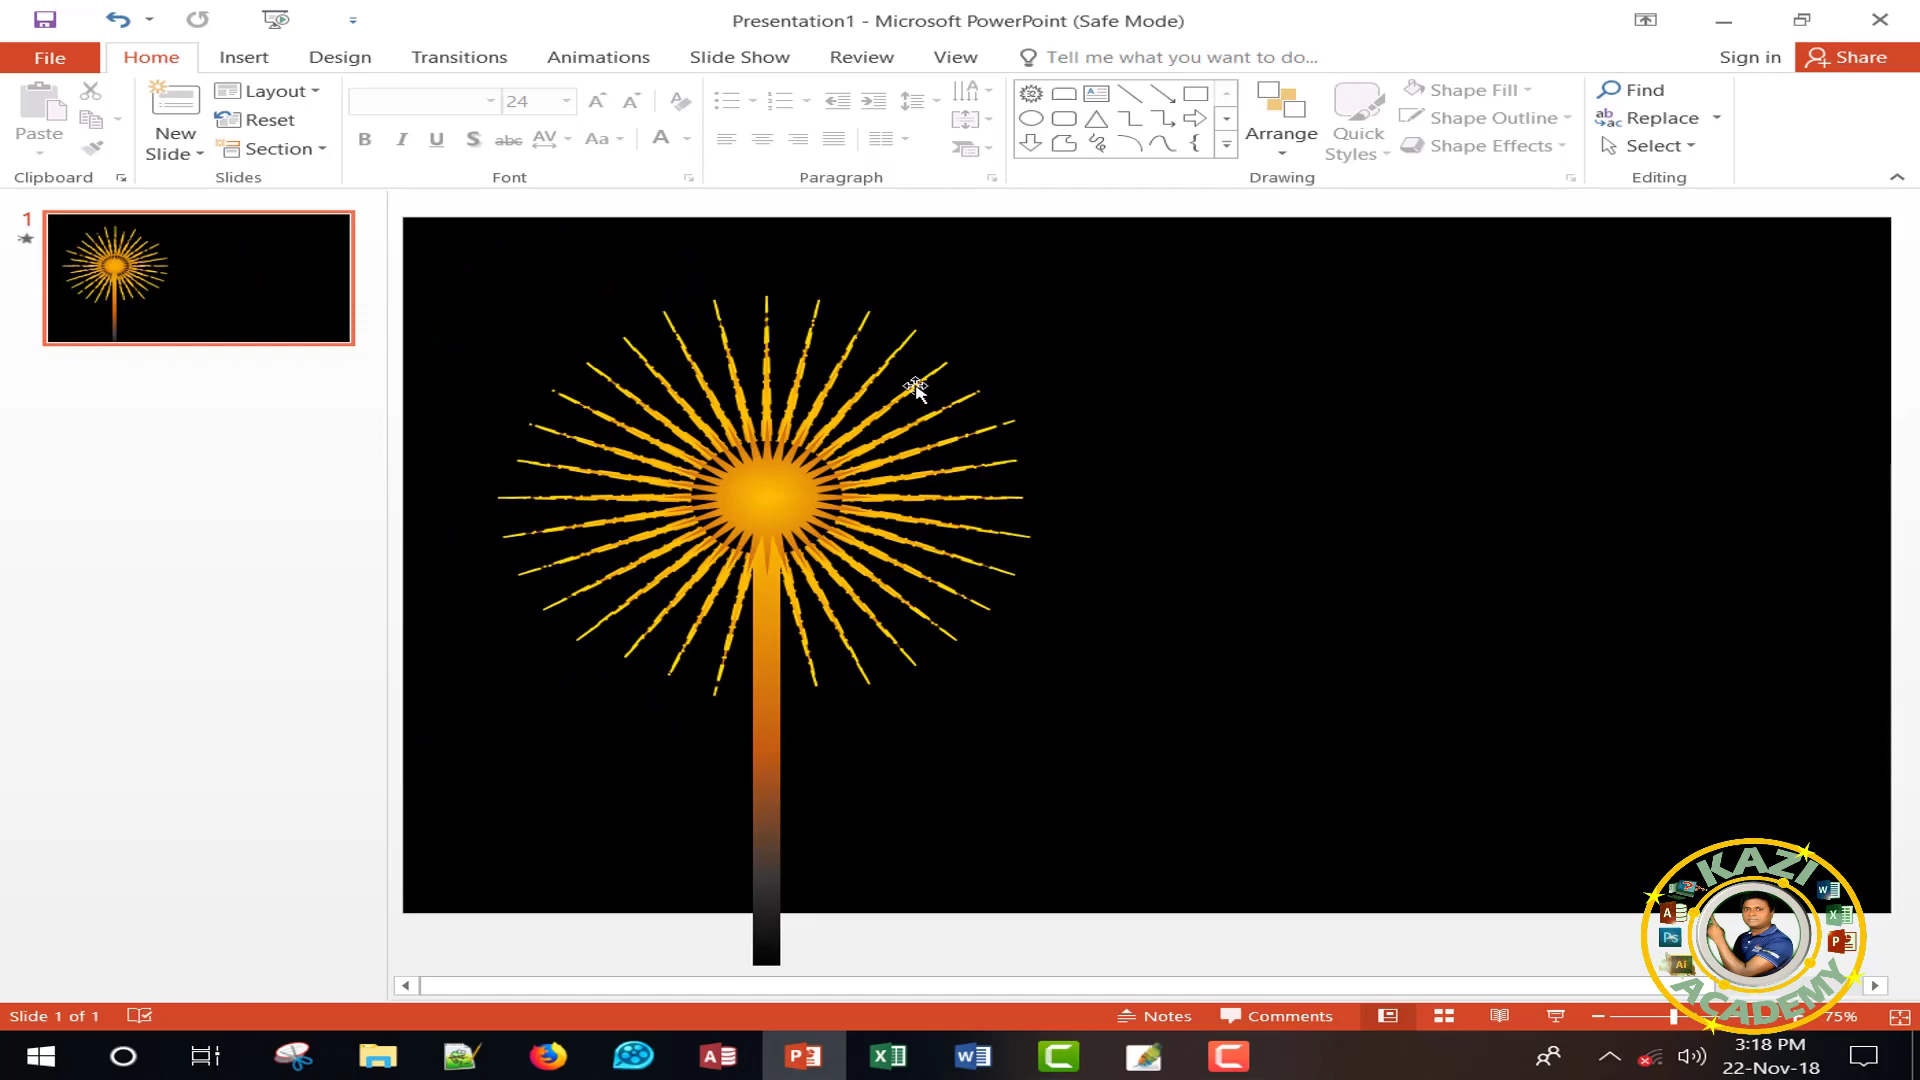 Presentation1 - Microsoft PowerPoint (Safe Mode)
File Home Insert Design Transitions Animations Slide Show Review View Tell me what you want to do... Sign in Share
Paste
New Slide
Layout
Reset
Section
24
B I U S abc AV Aa A
Arrange
Quick Styles
Shape Fill
Shape Outline
Shape Effects
Find
Replace
Select
Clipboard Slides Font Paragraph Drawing Editing
1
KAZI
ACADEMY
Slide 1 of 1 Notes Comments 75%
3:18 PM
22-Nov-18